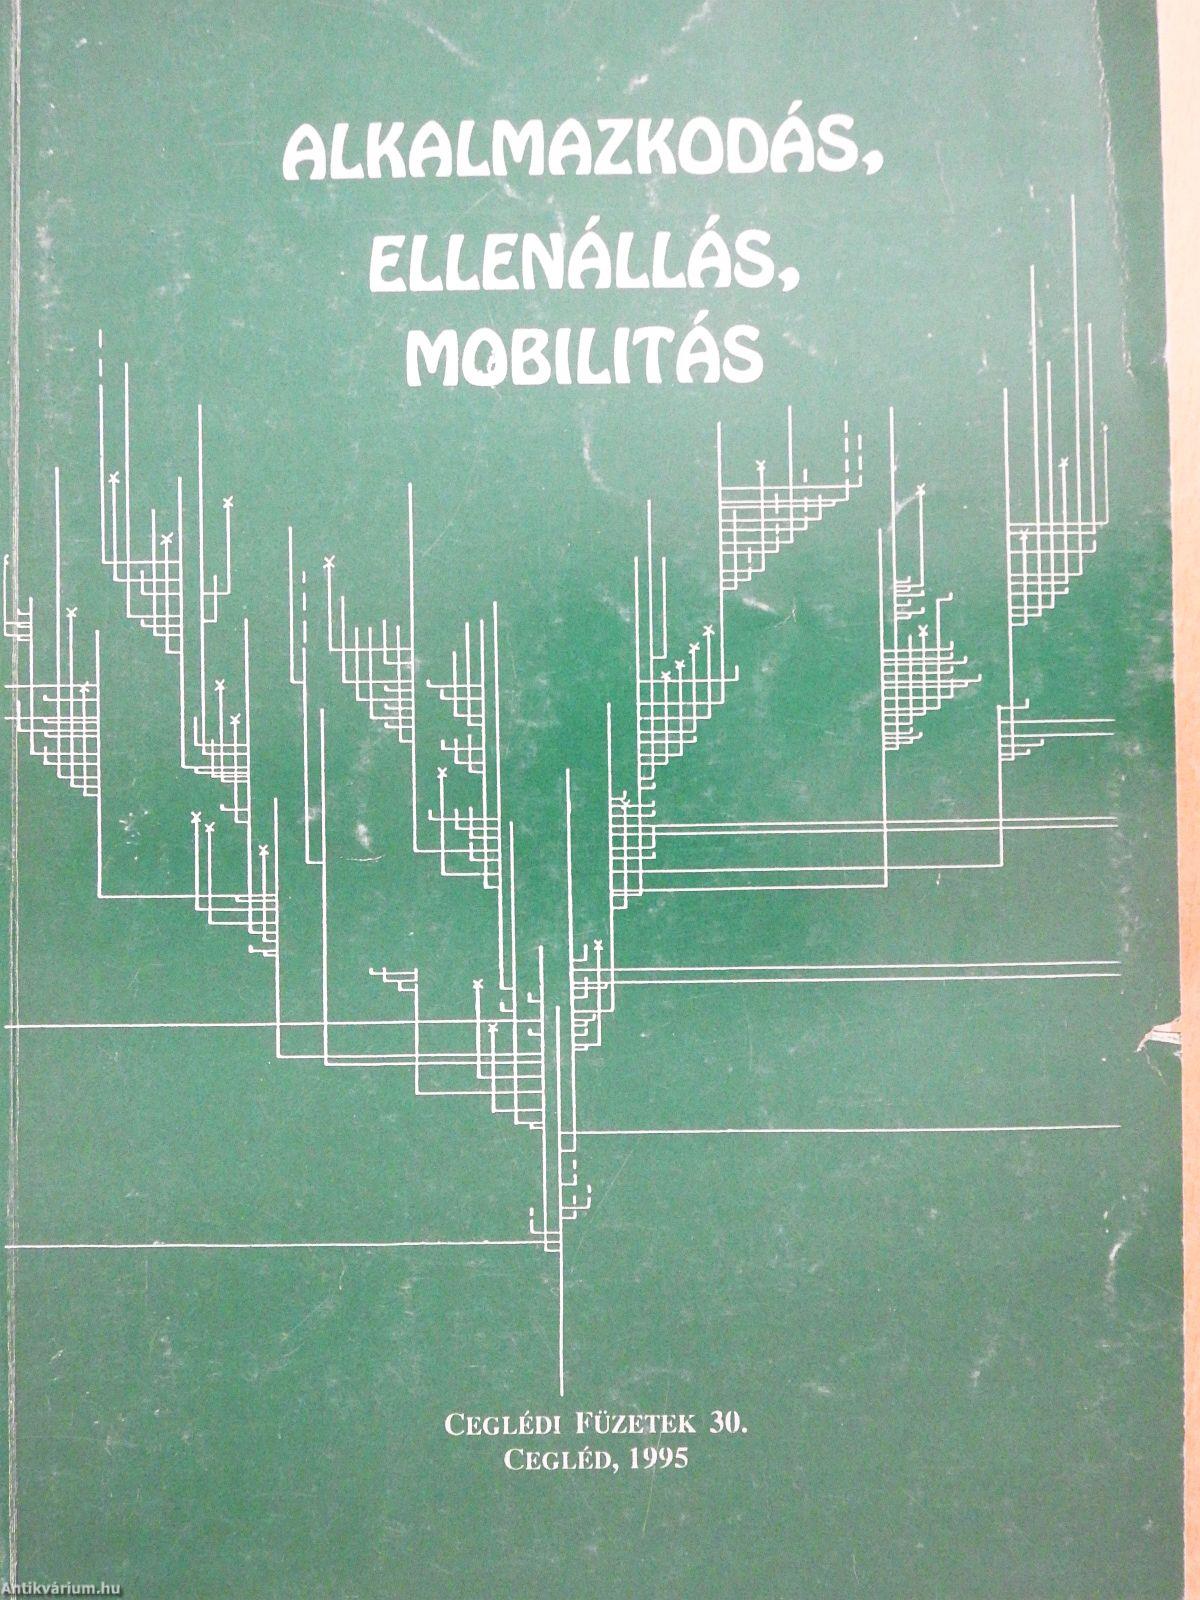 ALKALMAZKODÁS,
ELLENÁLLÁS,
MOBILITÁS
CEGLÉDI FÜZETEK 30.
CEGLÉD, 1995
Antikvárium.hu